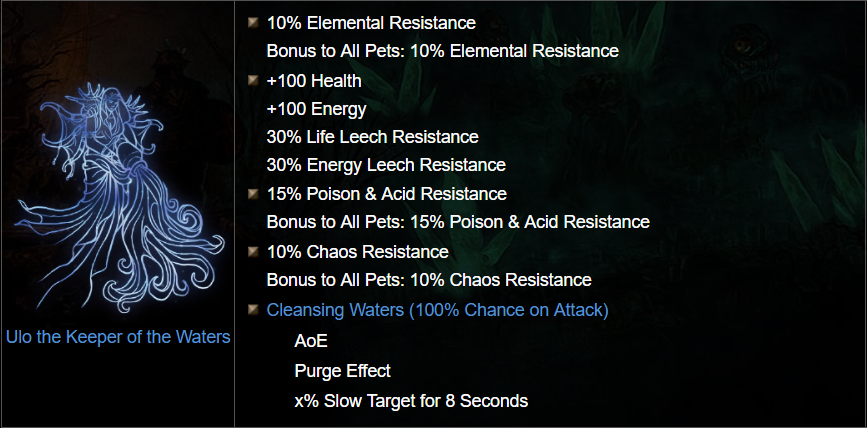 10% Elemental Resistance
Bonus to All Pets: 10% Elemental Resistance
+100 Health
+100 Energy
30% Life Leech Resistance
30% Energy Leech Resistance
15% Poison & Acid Resistance
Bonus to All Pets: 15% Poison & Acid Resistance
10% Chaos Resistance
Bonus to All Pets: 10% Chaos Resistance
Cleansing Waters (100% Chance on Attack)
AoE
Purge Effect
x% Slow Target for 8 Seconds
Ulo the Keeper of the Waters